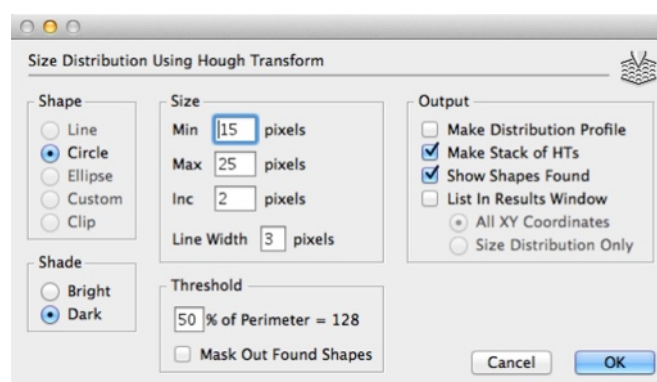 Size Distribution Using Hough Transform
Shape
Line
Circle
Ellipse
Custom
Clip
Shade
Bright
Dark
Size
Min 15 pixels
Max 25 pixels
Inc 2 pixels
Line Width 3 pixels
Threshold
50 % of Perimeter = 128
Mask Out Found Shapes
Output
Make Distribution Profile
Make Stack of HTs
Show Shapes Found
List In Results Window
All XY Coordinates
Size Distribution Only
Cancel OK